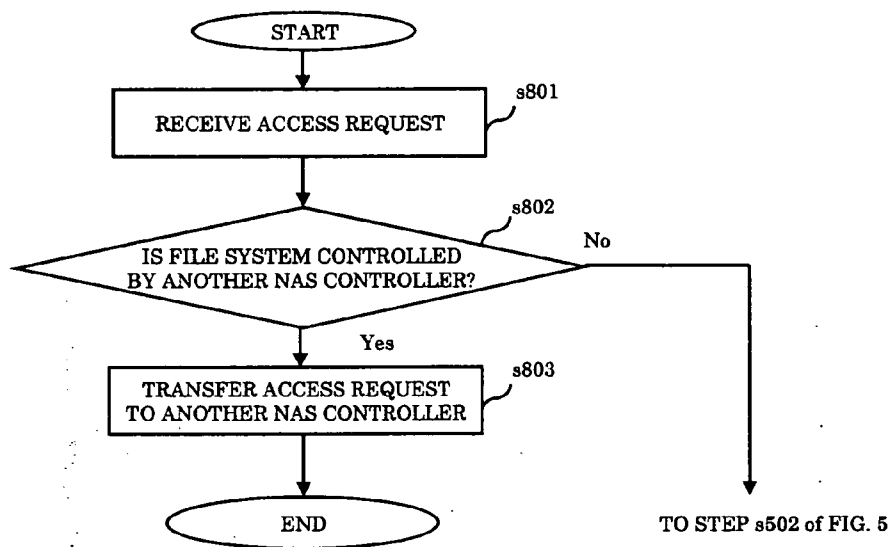 START
s801
RECEIVE ACCESS REQUEST
s802
IS FILE SYSTEM CONTROLLED
BY ANOTHER NAS CONTROLLER?
No
Yes
s803
TRANSFER ACCESS REQUEST
TO ANOTHER NAS CONTROLLER
END
TO STEP s502 of FIG. 5